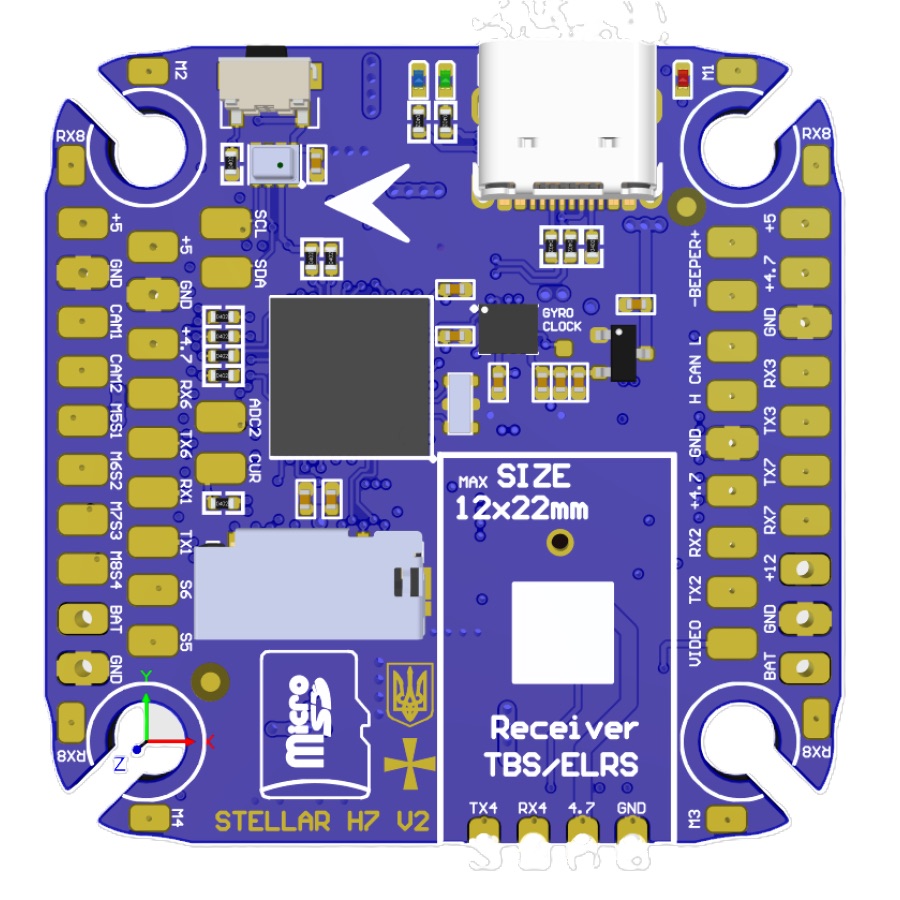 M2
M1
RX8
RX8
+5
GND
CAM1
CAM2
M5S1
M6S2
M7S3
M8S4
BAT
GND
+5
GND
+4.7
RX6
TX6
RX1
TX1
S6
S5
SCL
SDA
ADC2
CUR
GYRO
CLOCK
-BEEPER+
H CAN L
GND
+4.7
RX2
TX2
VIDEO
+5
+4.7
GND
RX3
TX3
TX7
RX7
+12
GND
BAT
MAX SIZE
12x22mm
Micro
SD
Receiver
TBS/ELRS
TX4 RX4 4.7 GND
STELLAR H7 V2
RX8
RX8
M4
M3
Y
X
Z